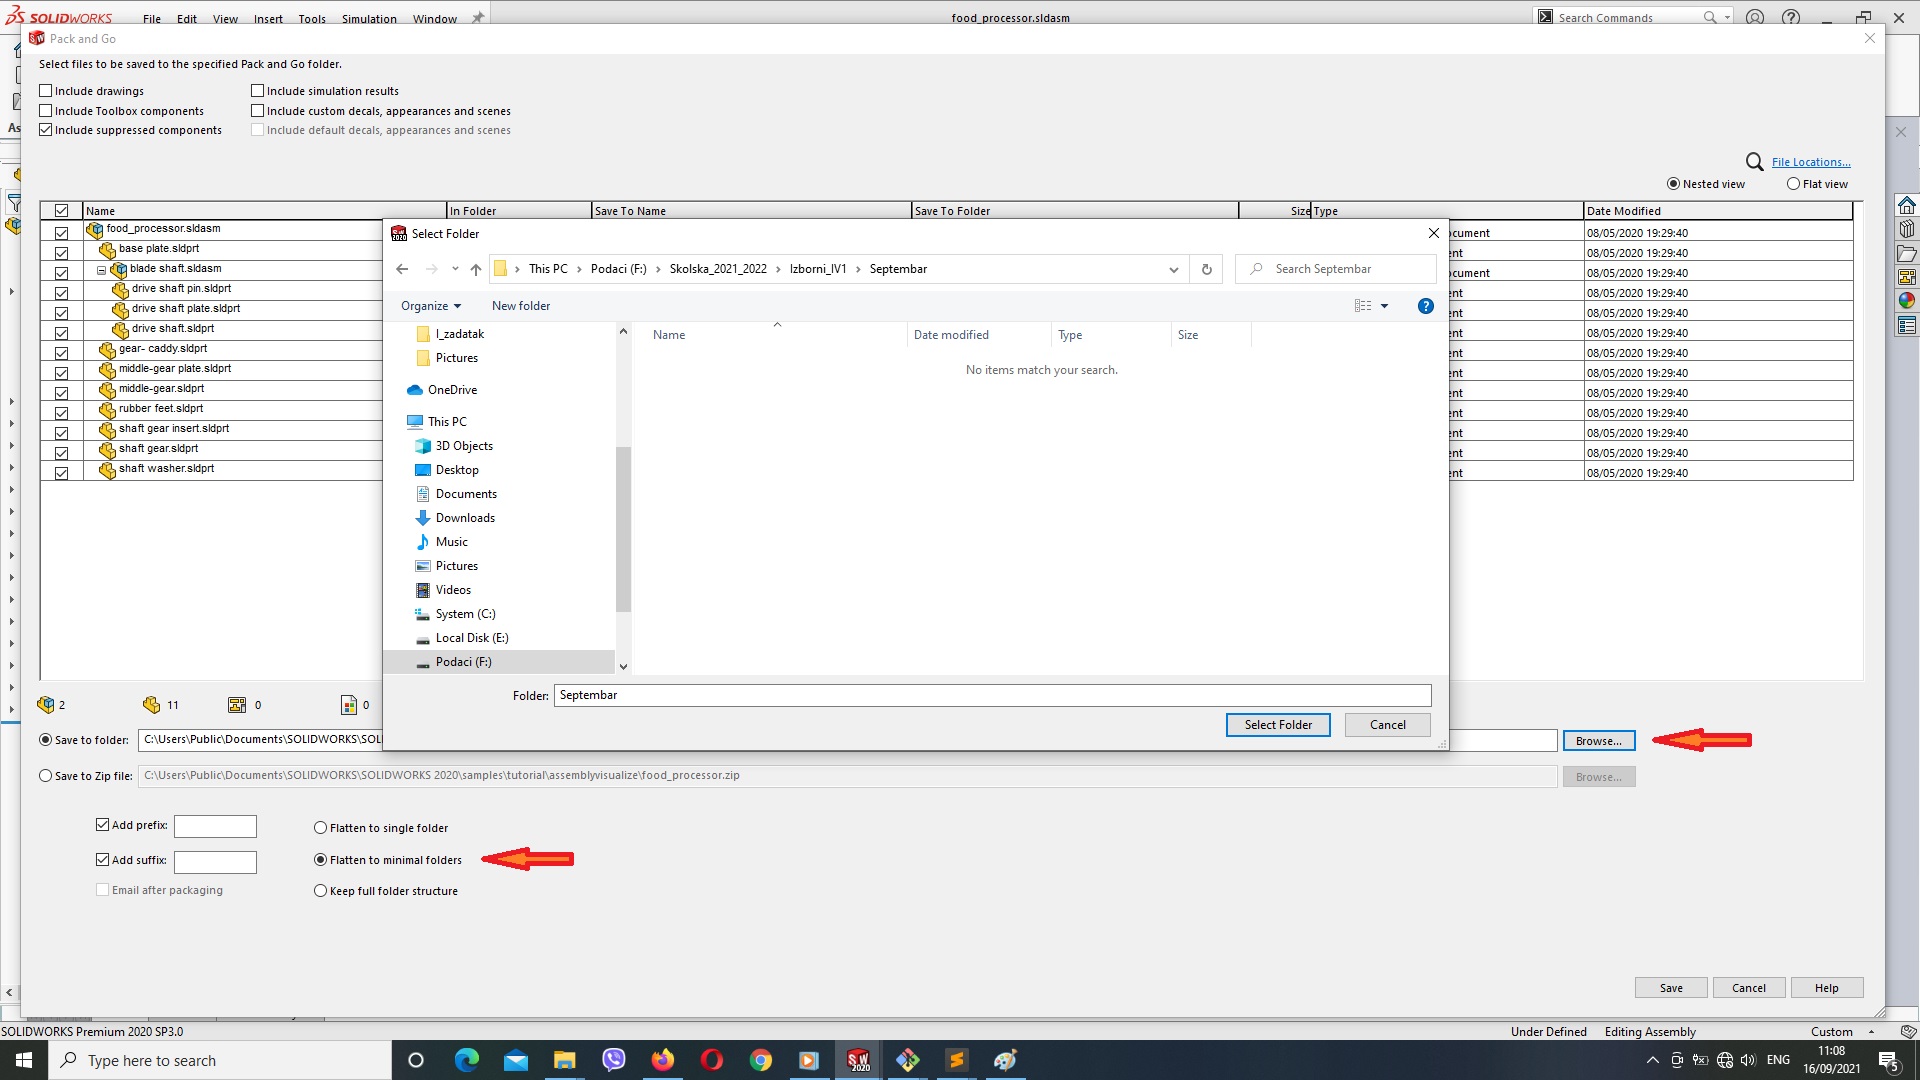 SOLIDWORKS File Edit View Insert Tools Simulation Window food_processor.sldasm Search Commands
Pack and Go
Select files to be saved to the specified Pack and Go folder.
Include drawings Include simulation results
Include Toolbox components Include custom decals, appearances and scenes
Include suppressed components Include default decals, appearances and scenes
As
File Locations...
Nested view Flat view
Name In Folder Save To Name Save To Folder Size Type Date Modified
food_processor.sldasm ocument 08/05/2020 19:29:40
base plate.sldprt ent 08/05/2020 19:29:40
blade shaft.sldasm ocument 08/05/2020 19:29:40
drive shaft pin.sldprt ent 08/05/2020 19:29:40
drive shaft plate.sldprt ent 08/05/2020 19:29:40
drive shaft.sldprt ent 08/05/2020 19:29:40
gear- caddy.sldprt ent 08/05/2020 19:29:40
middle-gear plate.sldprt ent 08/05/2020 19:29:40
middle-gear.sldprt ent 08/05/2020 19:29:40
rubber feet.sldprt ent 08/05/2020 19:29:40
shaft gear insert.sldprt ent 08/05/2020 19:29:40
shaft gear.sldprt ent 08/05/2020 19:29:40
shaft washer.sldprt ent 08/05/2020 19:29:40
Select Folder
This PC › Podaci (F:) › Skolska_2021_2022 › Izborni_IV1 › Septembar Search Septembar
Organize New folder
Name Date modified Type Size
No items match your search.
I_zadatak
Pictures
OneDrive
This PC
3D Objects
Desktop
Documents
Downloads
Music
Pictures
Videos
System (C:)
Local Disk (E:)
Podaci (F:)
Folder: Septembar
Select Folder Cancel
2 11 0 0
Save to folder: C:\Users\Public\Documents\SOLIDWORKS\SOLI Browse...
Save to Zip file: C:\Users\Public\Documents\SOLIDWORKS\SOLIDWORKS 2020\samples\tutorial\assemblyvisualize\food_processor.zip Browse...
Add prefix: Flatten to single folder
Add suffix: Flatten to minimal folders
Email after packaging Keep full folder structure
Save Cancel Help
SOLIDWORKS Premium 2020 SP3.0 Under Defined Editing Assembly Custom
Type here to search ENG 11:08
16/09/2021 5